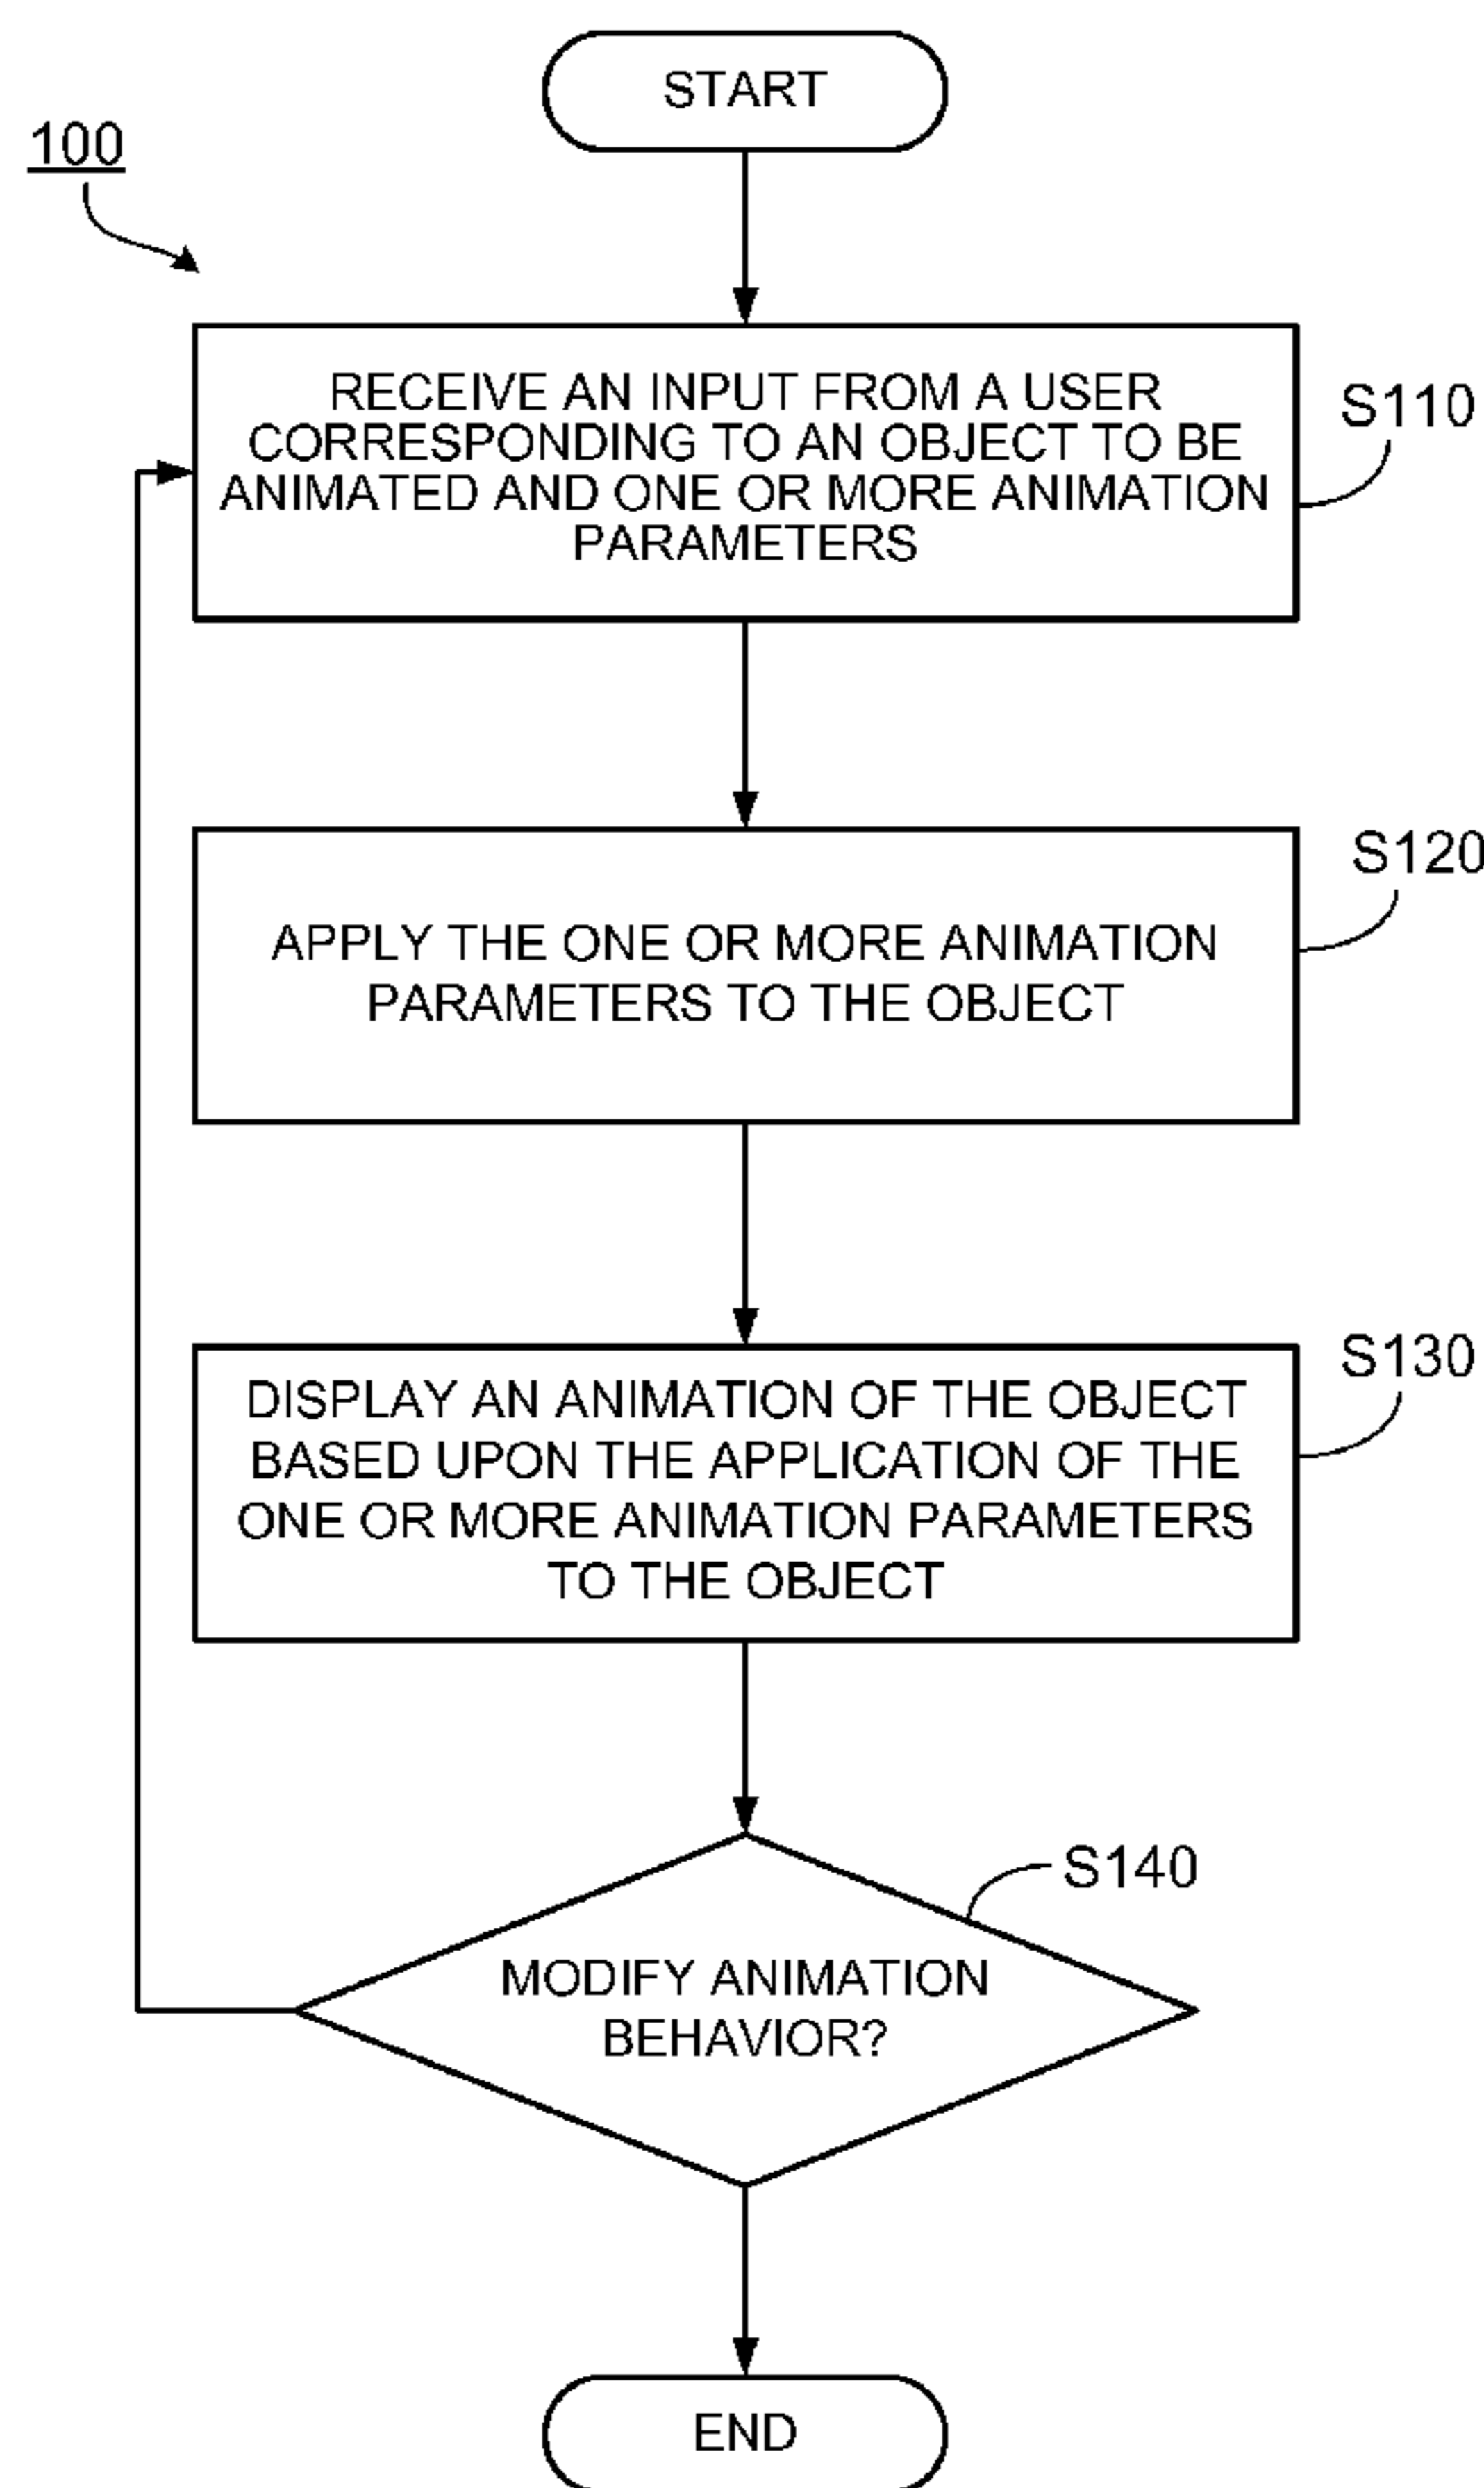 START
100
RECEIVE AN INPUT FROM A USER
CORRESPONDING TO AN OBJECT TO BE
ANIMATED AND ONE OR MORE ANIMATION
PARAMETERS
S110
APPLY THE ONE OR MORE ANIMATION
PARAMETERS TO THE OBJECT
S120
DISPLAY AN ANIMATION OF THE OBJECT
BASED UPON THE APPLICATION OF THE
ONE OR MORE ANIMATION PARAMETERS
TO THE OBJECT
S130
MODIFY ANIMATION
BEHAVIOR?
S140
END